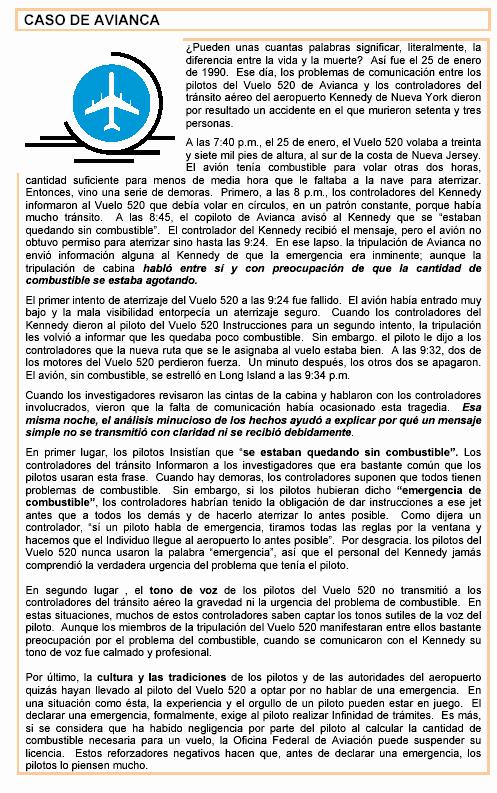 CASO DE AVIANCA
¿Pueden unas cuantas palabras significar, literalmente, la
diferencia entre la vida y la muerte? Así fue el 25 de enero
de 1990. Ese día, los problemas de comunicación entre los
pilotos del Vuelo 520 de Avianca y los controladores del
tránsito aéreo del aeropuerto Kennedy de Nueva York dieron
por resultado un accidente en el que murieron setenta y tres
personas.
A las 7:40 p.m., el 25 de enero, el Vuelo 520 volaba a treinta
y siete mil pies de altura, al sur de la costa de Nueva Jersey.
El avión tenía combustible para volar otras dos horas,
cantidad suficiente para menos de media hora que le faltaba a la nave para aterrizar.
Entonces, vino una serie de demoras. Primero, a las 8 p.m., los controladores del Kennedy
informaron al Vuelo 520 que debía volar en círculos, en un patrón constante, porque había
mucho tránsito. A las 8:45, el copiloto de Avianca avisó al Kennedy que se “estaban
quedando sin combustible”. El controlador del Kennedy recibió el mensaje, pero el avión no
obtuvo permiso para aterrizar sino hasta las 9:24. En ese lapso. la tripulación de Avianca no
envió información alguna al Kennedy de que la emergencia era inminente; aunque la
tripulación de cabina habló entre sí y con preocupación de que la cantidad de
combustible se estaba agotando.
El primer intento de aterrizaje del Vuelo 520 a las 9:24 fue fallido. El avión había entrado muy
bajo y la mala visibilidad entorpecía un aterrizaje seguro. Cuando los controladores del
Kennedy dieron al piloto del Vuelo 520 Instrucciones para un segundo intento, la tripulación
les volvió a informar que les quedaba poco combustible. Sin embargo. el piloto le dijo a los
controladores que la nueva ruta que se le asignaba al vuelo estaba bien. A las 9:32, dos de
los motores del Vuelo 520 perdieron fuerza. Un minuto después, los otros dos se apagaron.
El avión, sin combustible, se estrelló en Long Island a las 9:34 p.m.
Cuando los investigadores revisaron las cintas de la cabina y hablaron con los controladores
involucrados, vieron que la falta de comunicación había ocasionado esta tragedia. Esa
misma noche, el análisis minucioso de los hechos ayudó a explicar por qué un mensaje
simple no se transmitió con claridad ni se recibió debidamente.
En primer lugar, los pilotos Insistían que “se estaban quedando sin combustible”. Los
controladores del tránsito Informaron a los investigadores que era bastante común que los
pilotos usaran esta frase. Cuando hay demoras, los controladores suponen que todos tienen
problemas de combustible. Sin embargo, si los pilotos hubieran dicho “emergencia de
combustible”, los controladores habrían tenido la obligación de dar instrucciones a ese jet
antes que a todos los demás y de hacerlo aterrizar lo antes posible. Como dijera un
controlador, “sí un piloto habla de emergencia, tiramos todas las reglas por la ventana y
hacemos que el Individuo llegue al aeropuerto lo antes posible”. Por desgracia. los pilotos del
Vuelo 520 nunca usaron la palabra “emergencia”, así que el personal del Kennedy jamás
comprendió la verdadera urgencia del problema que tenía el piloto.
En segundo lugar , el tono de voz de los pilotos del Vuelo 520 no transmitió a los
controladores del tránsito aéreo la gravedad ni la urgencia del problema de combustible. En
estas situaciones, muchos de estos controladores saben captar los tonos sutiles de la voz del
piloto. Aunque los miembros de la tripulación del Vuelo 520 manifestaran entre ellos bastante
preocupación por el problema del combustible, cuando se comunicaron con el Kennedy su
tono de voz fue calmado y profesional.
Por último, la cultura y las tradiciones de los pilotos y de las autoridades del aeropuerto
quizás hayan llevado al piloto del Vuelo 520 a optar por no hablar de una emergencia. En
una situación como ésta, la experiencia y el orgullo de un piloto pueden estar en juego. El
declarar una emergencia, formalmente, exige al piloto realizar Infinidad de trámites. Es más,
si se considera que ha habido negligencia por parte del piloto al calcular la cantidad de
combustible necesaria para un vuelo, la Oficina Federal de Aviación puede suspender su
licencia. Estos reforzadores negativos hacen que, antes de declarar una emergencia, los
pilotos lo piensen mucho.